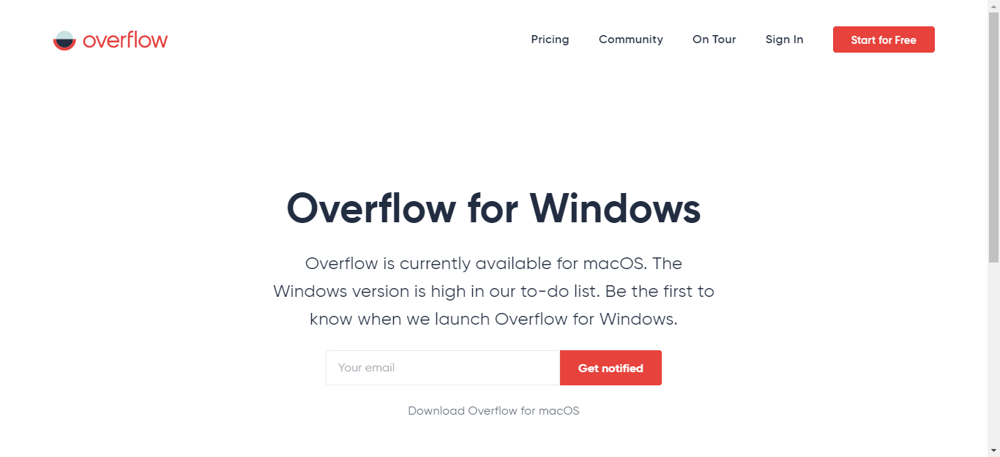 overflow
Pricing
Community
On Tour
Sign In
Start for Free
Overflow for Windows
Overflow is currently available for macOS. The
Windows version is high in our to-do list. Be the first to
know when we launch Overflow for Windows.
Your email
Get notified
Download Overflow for macOS